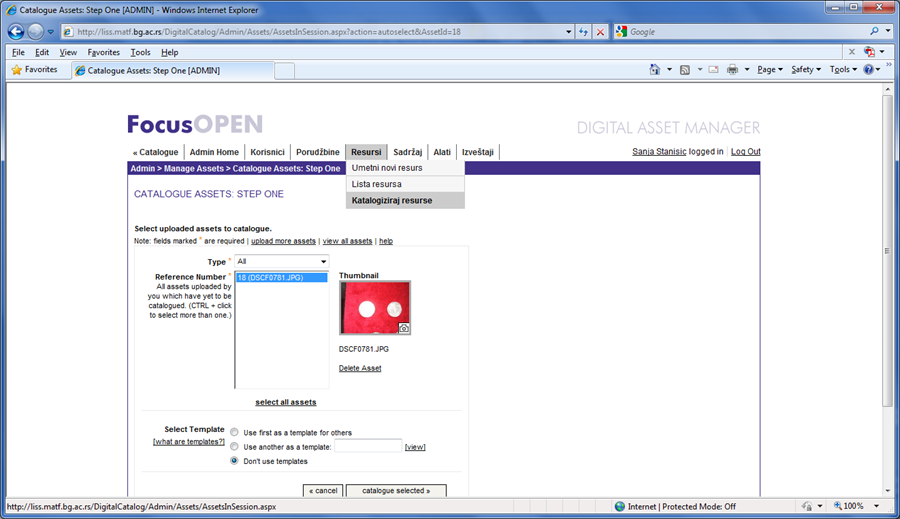 Catalogue Assets: Step One [ADMIN] - Windows Internet Explorer
http://liss.matf.bg.ac.rs/DigitalCatalog/Admin/Assets/AssetsInSession.aspx?action=autoselect&AssetId=18
Google
File Edit View Favorites Tools Help
Favorites Catalogue Assets: Step One [ADMIN] Page Safety Tools
FocusOPEN DIGITAL ASSET MANAGER
« Catalogue Admin Home Korisnici Porudžbine Resursi Sadržaj Alati Izveštaji Sanja Stanisic logged in Log Out
Admin > Manage Assets > Catalogue Assets: Step One
Umetni novi resurs
Lista resursa
Katalogiziraj resurse
CATALOGUE ASSETS: STEP ONE
Select uploaded assets to catalogue.
Note: fields marked * are required | upload more assets | view all assets | help
Type * All
Reference Number * 18 (DSCF0781.JPG) Thumbnail
All assets uploaded by
you which have yet to be
catalogued. (CTRL + click
to select more than one.)
DSCF0781.JPG
Delete Asset
select all assets
Select Template Use first as a template for others
[what are templates?] Use another as a template: [view]
Don't use templates
« cancel catalogue selected »
http://liss.matf.bg.ac.rs/DigitalCatalog/Admin/Assets/AssetsInSession.aspx Internet | Protected Mode: Off 100%